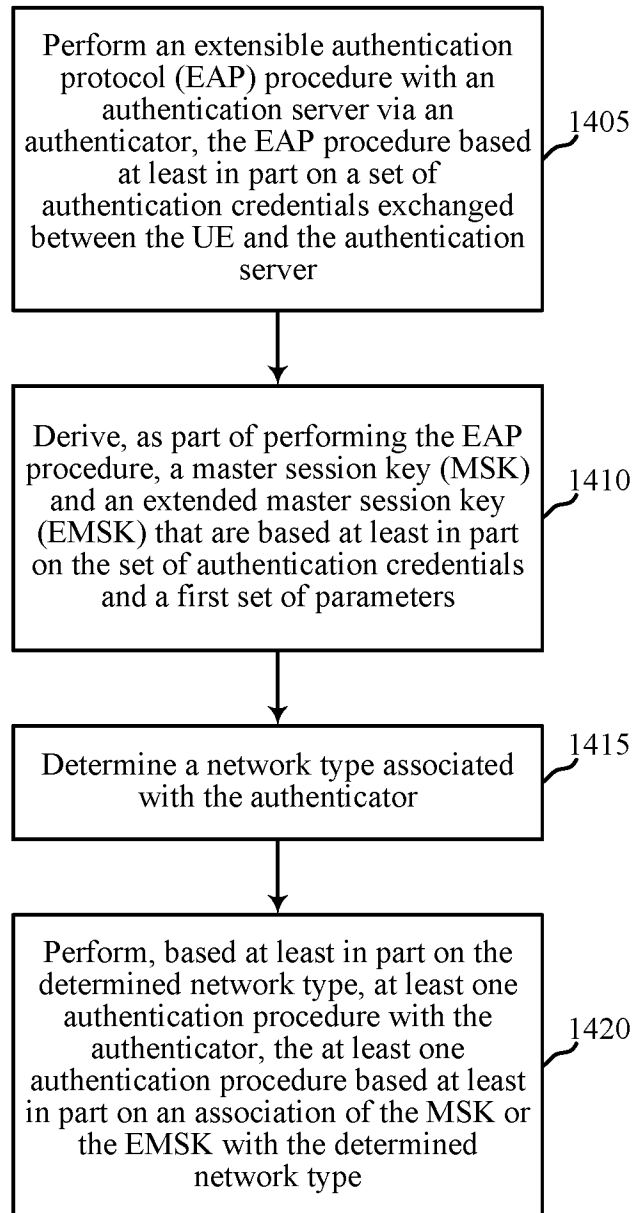 Perform an extensible authentication
protocol (EAP) procedure with an
authentication server via an
authenticator, the EAP procedure based
at least in part on a set of
authentication credentials exchanged
between the UE and the authentication
server
1405
Derive, as part of performing the EAP
procedure, a master session key (MSK)
and an extended master session key
(EMSK) that are based at least in part
on the set of authentication credentials
and a first set of parameters
1410
Determine a network type associated
with the authenticator
1415
Perform, based at least in part on the
determined network type, at least one
authentication procedure with the
authenticator, the at least one
authentication procedure based at least
in part on an association of the MSK or
the EMSK with the determined
network type
1420